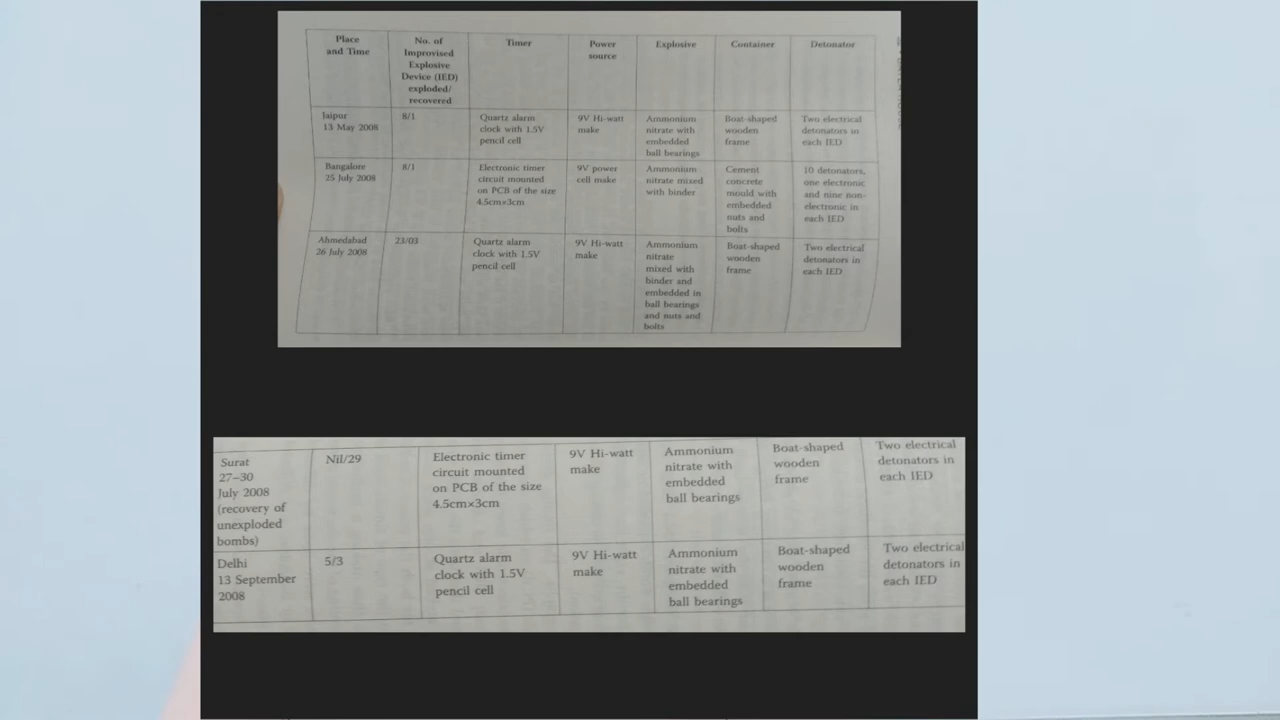 Place
and Time
No. of
Improvised
Explosive
Device (IED)
exploded/
recovered
Timer
Power
source
Explosive
Container
Detonator
Jaipur
13 May 2008
8/1
Quartz alarm
clock with 1.5V
pencil cell
9V Hi-watt
make
Ammonium
nitrate with
embedded
ball bearings
Boat-shaped
wooden
frame
Two electrical
detonators in
each IED
Bangalore
25 July 2008
8/1
Electronic timer
circuit mounted
on PCB of the size
4.5cm×3cm
9V power
cell make
Ammonium
nitrate mixed
with binder
Cement
concrete
mould with
embedded
nuts and
bolts
10 detonators,
one electronic
and nine non-
electronic in
each IED
Ahmedabad
26 July 2008
23/03
Quartz alarm
clock with 1.5V
pencil cell
9V Hi-watt
make
Ammonium
nitrate
mixed with
binder and
embedded in
ball bearings
and nuts and
bolts
Boat-shaped
wooden
frame
Two electrical
detonators in
each IED
Surat
27–30
July 2008
(recovery of
unexploded
bombs)
Nil/29
Electronic timer
circuit mounted
on PCB of the size
4.5cm×3cm
9V Hi-watt
make
Ammonium
nitrate with
embedded
ball bearings
Boat-shaped
wooden
frame
Two electrical
detonators in
each IED
Delhi
13 September
2008
5/3
Quartz alarm
clock with 1.5V
pencil cell
9V Hi-watt
make
Ammonium
nitrate with
embedded
ball bearings
Boat-shaped
wooden
frame
Two electrical
detonators in
each IED